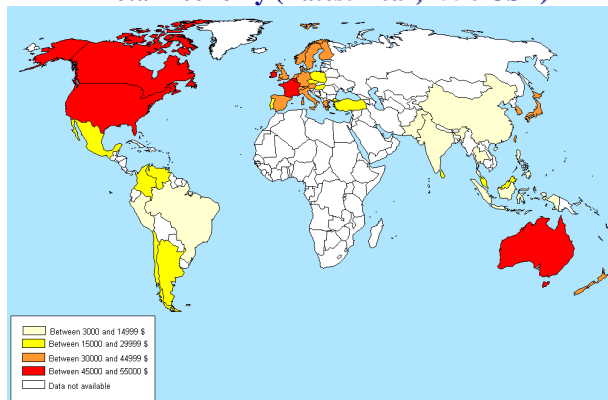 Economy
Between 3000 and 14999 $
Between 15000 and 29999 $
Between 30000 and 44999 $
Between 45000 and 55000 $
Data not available